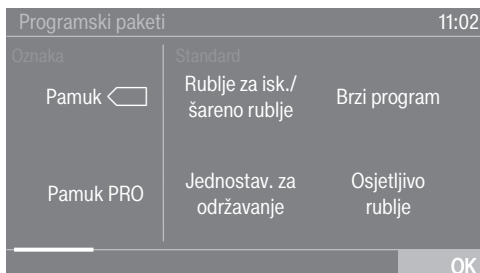 Programski paketi 11:02
Oznaka Standard
Pamuk
Rublje za isk./
šareno rublje
Brzi program
Pamuk PRO
Jednostav. za
održavanje
Osjetljivo
rublje
OK